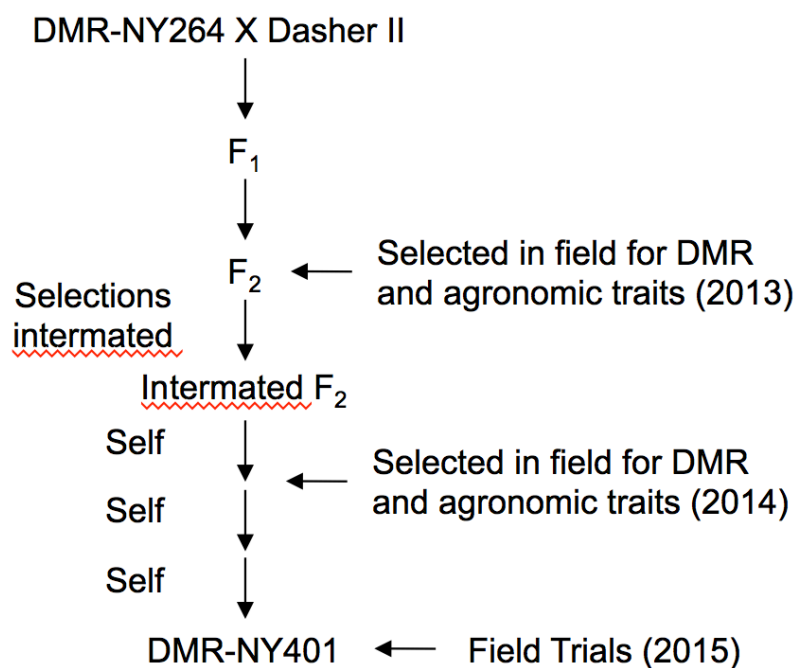 DMR-NY264 X Dasher II
F₁
F₂
Selected in field for DMR
and agronomic traits (2013)
Selections
intermated
Intermated F₂
Self
Selected in field for DMR
and agronomic traits (2014)
Self
Self
DMR-NY401
Field Trials (2015)